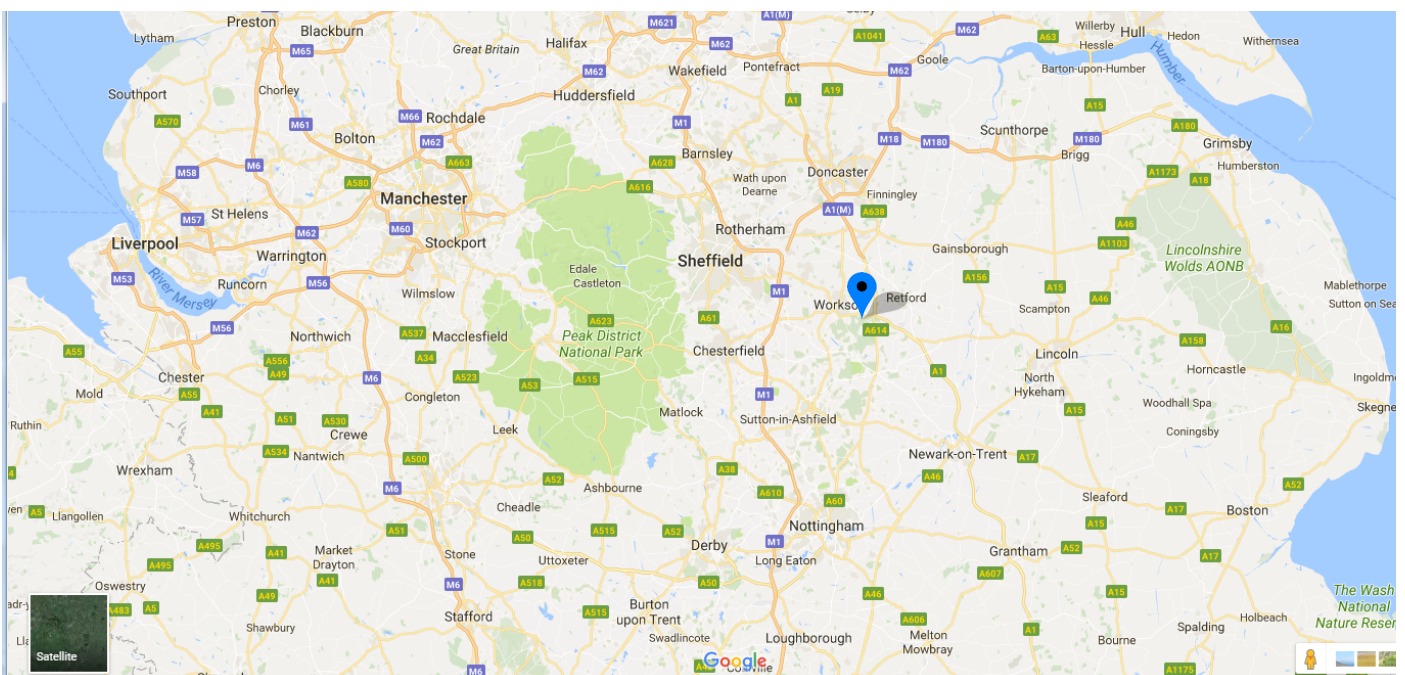 Preston
Blackburn
M621
A1(M)
Lytham
M65
Great Britain
Halifax
M62
A1041
M62
A63
Willerby
Hull
Hedon
Hessle
Withernsea
Wakefield
Pontefract
M62
M62
Goole
Barton-upon-Humber
Humber
Southport
Chorley
Huddersfield
A19
A1
A15
A570
M61
M66
Rochdale
M1
Scunthorpe
A180
Bolton
M62
M18
M180
M180
Grimsby
M58
M6
A663
A628
Barnsley
Brigg
Humberston
A580
A616
Wath upon
Dearne
Doncaster
A1173
A18
Manchester
Finningley
M57
St Helens
M62
M60
A1(M)
A638
A46
Liverpool
Stockport
Rotherham
A1103
Warrington
Sheffield
Gainsborough
Lincolnshire
Wolds AONB
M53
River Mersey
Runcorn
M56
Wilmslow
Edale
Castleton
M1
A156
A15
A46
Mablethorpe
Retford
Scampton
Sutton on Sea
M56
Northwich
A537
Macclesfield
A623
A61
A614
A16
Peak District
National Park
A158
A55
A556
A49
A34
Chesterfield
Lincoln
Chester
M6
A523
A53
A515
A1
Horncastle
Mold
A55
Congleton
M1
North
Hykeham
A41
A51
A530
Matlock
Sutton-in-Ashfield
A15
Woodhall Spa
Ruthin
Crewe
Leek
Coningsby
A534
Nantwich
A500
Newark-on-Trent
A17
Wrexham
A38
A46
M6
A52
Ashbourne
A610
A60
Sleaford
A52
A5
Llangollen
Whitchurch
Cheadle
A17
Boston
A51
A50
A515
A52
Nottingham
A15
A495
A41
Market
Drayton
Stone
Derby
M1
Grantham
A52
A17
A495
Uttoxeter
Long Eaton
A41
M6
A518
A50
A607
Oswestry
A49
A46
A15
The Wash
National
A483
A5
A515
Burton
upon Trent
A606
Shawbury
Stafford
A1
Spalding
Holbeach
Swadlincote
Loughborough
Melton
Mowbray
Bourne
Satellite
Google
M6
A1175